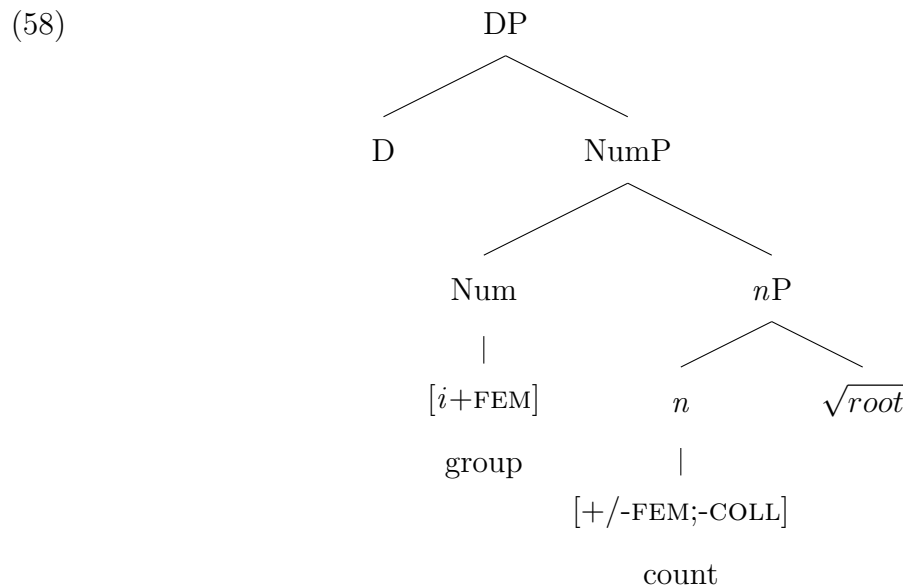 (58)
DP
D NumP
Num nP
[i+FEM] n √root
group
[+/-FEM;-COLL]
count